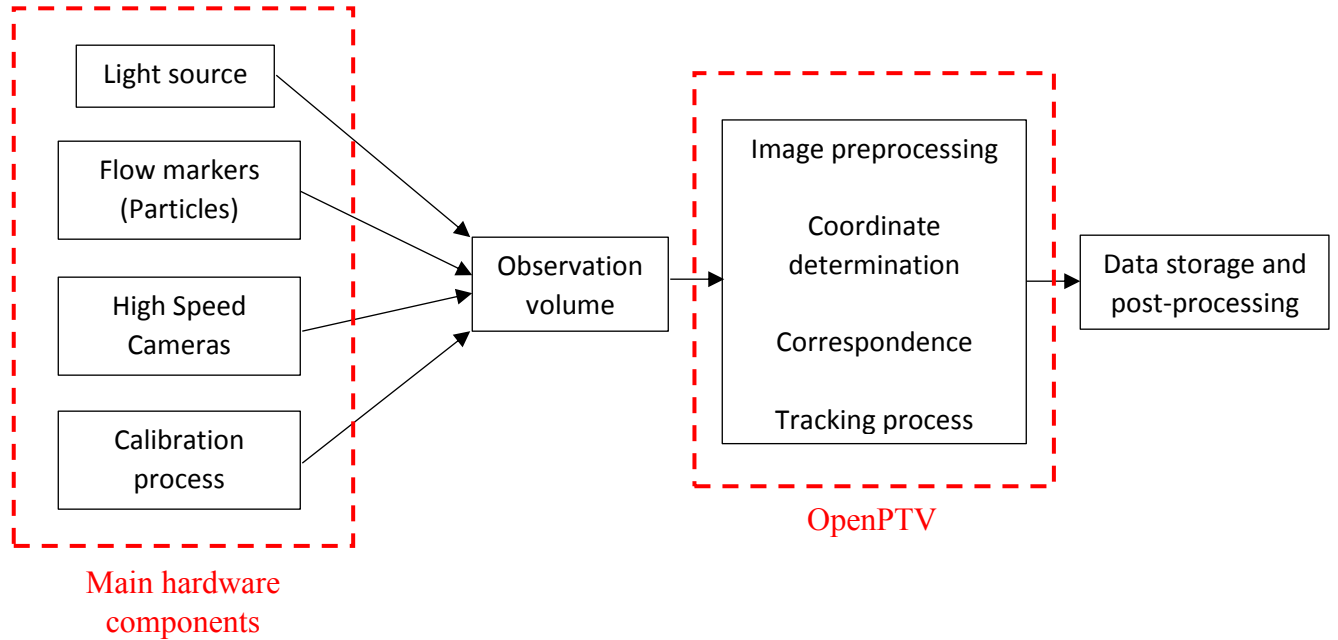 Light source
Flow markers
(Particles)
High Speed
Cameras
Calibration
process
Main hardware
components
Observation
volume
Image preprocessing
Coordinate
determination
Correspondence
Tracking process
OpenPTV
Data storage and
post-processing